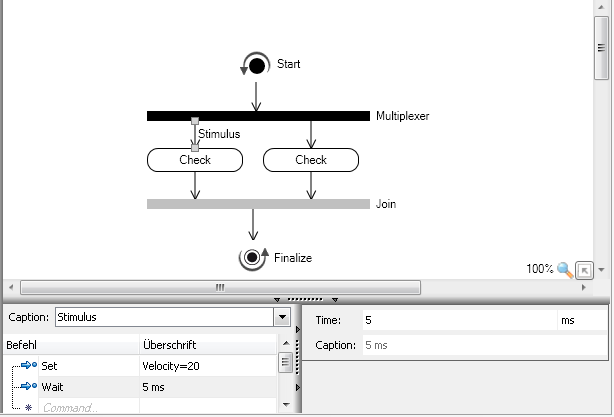 Start
Multiplexer
Stimulus
Check Check
Join
Finalize
100%
Caption: Stimulus
Befehl Überschrift
Set Velocity=20
Wait 5 ms
Command...
Time: 5 ms
Caption: 5 ms